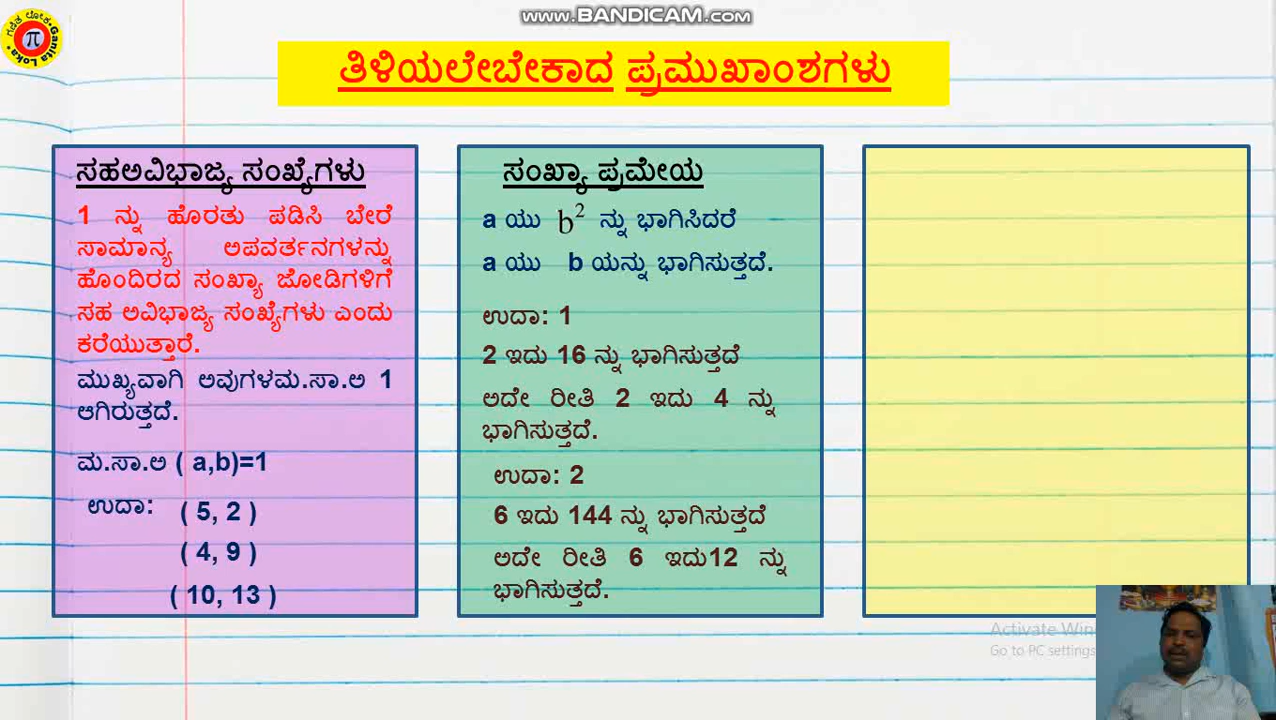 www.BANDICAM.com
ಗಣಿತ ಲೋಕ
Ganita Loka
π
ತಿಳಿಯಲೇಬೇಕಾದ ಪ್ರಮುಖಾಂಶಗಳು
ಸಹಅವಿಭಾಜ್ಯ ಸಂಖ್ಯೆಗಳು
1 ನ್ನು ಹೊರತು ಪಡಿಸಿ ಬೇರೆ
ಸಾಮಾನ್ಯ ಅಪವರ್ತನಗಳನ್ನು
ಹೊಂದಿರದ ಸಂಖ್ಯಾ ಜೋಡಿಗಳಿಗೆ
ಸಹ ಅವಿಭಾಜ್ಯ ಸಂಖ್ಯೆಗಳು ಎಂದು
ಕರೆಯುತ್ತಾರೆ.
ಮುಖ್ಯವಾಗಿ ಅವುಗಳಮ.ಸಾ.ಅ 1
ಆಗಿರುತ್ತದೆ.
ಮ.ಸಾ.ಅ ( a,b)=1
ಉದಾ: ( 5, 2 )
( 4, 9 )
( 10, 13 )
ಸಂಖ್ಯಾ ಪ್ರಮೇಯ
a ಯು b² ನ್ನು ಭಾಗಿಸಿದರೆ
a ಯು b ಯನ್ನು ಭಾಗಿಸುತ್ತದೆ.
ಉದಾ: 1
2 ಇದು 16 ನ್ನು ಭಾಗಿಸುತ್ತದೆ
ಅದೇ ರೀತಿ 2 ಇದು 4 ನ್ನು
ಭಾಗಿಸುತ್ತದೆ.
ಉದಾ: 2
6 ಇದು 144 ನ್ನು ಭಾಗಿಸುತ್ತದೆ
ಅದೇ ರೀತಿ 6 ಇದು12 ನ್ನು
ಭಾಗಿಸುತ್ತದೆ.
Activate Win
Go to PC settings